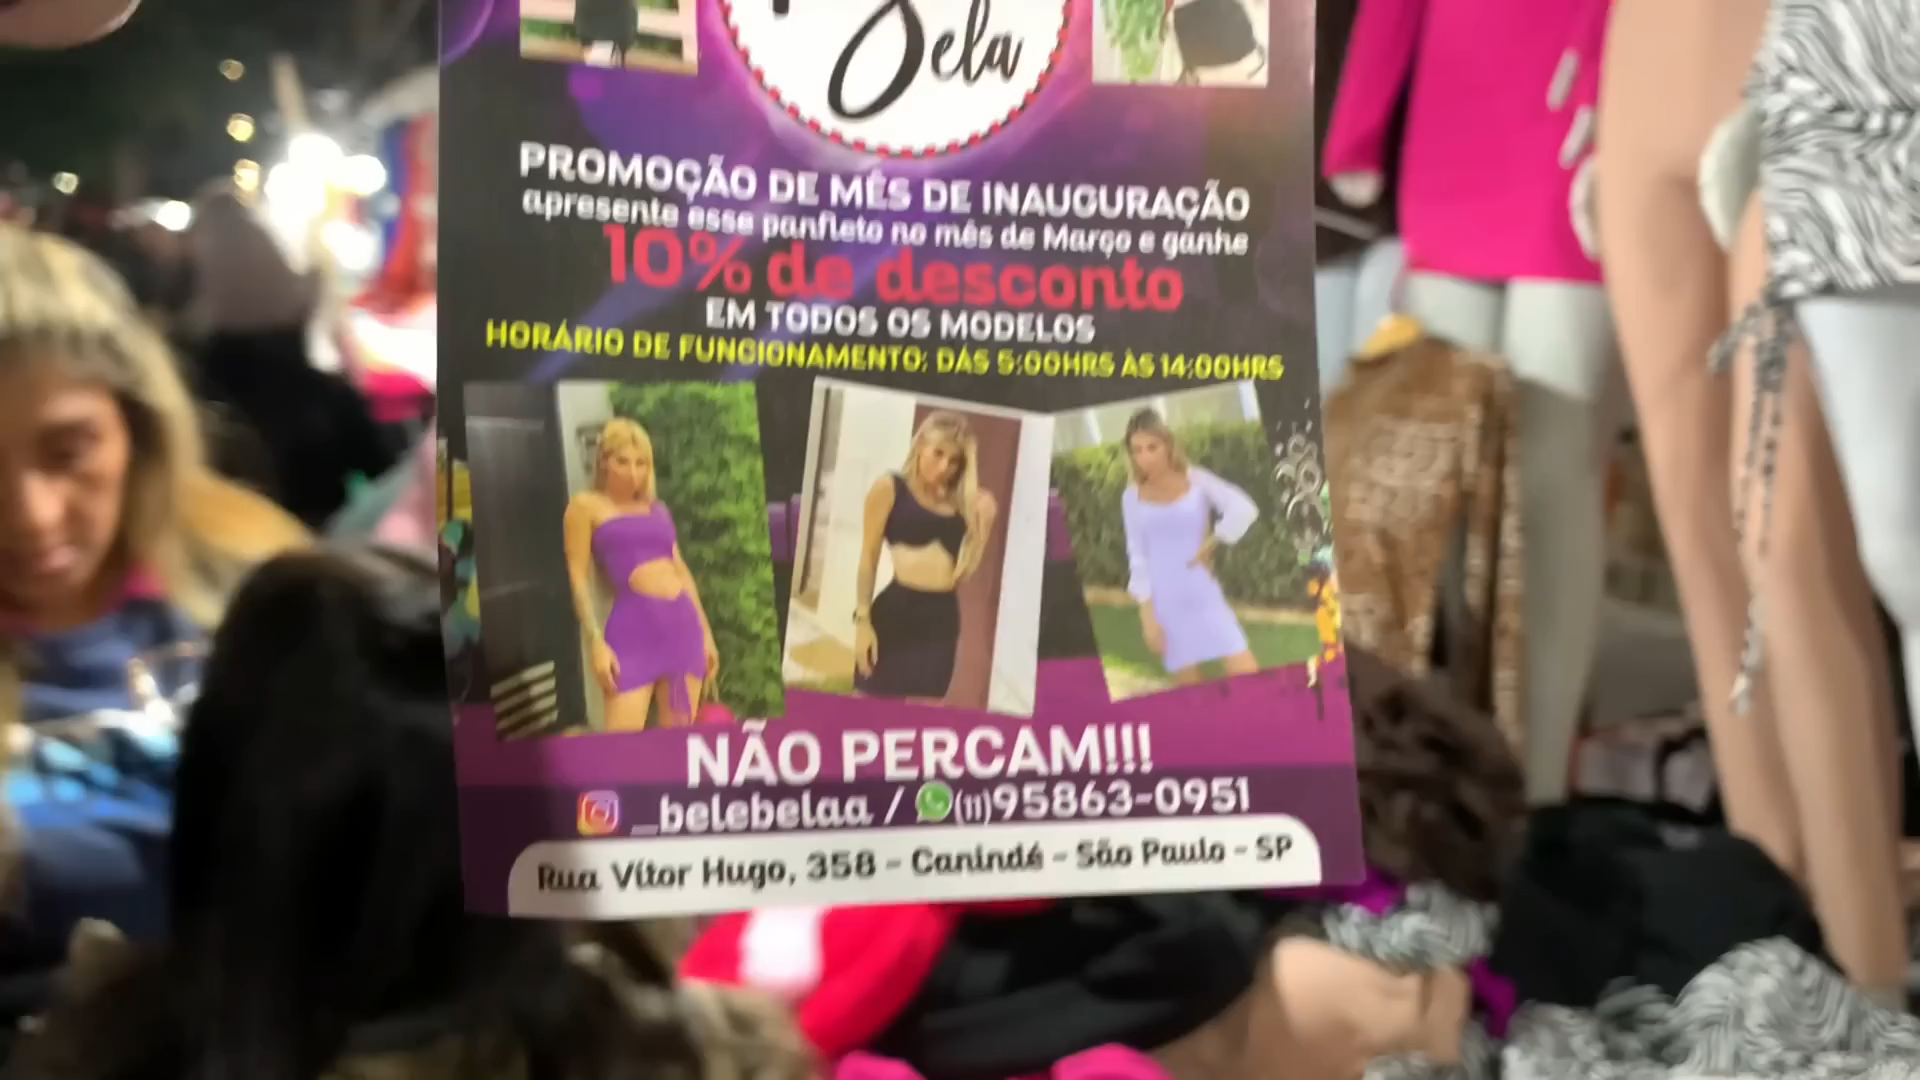 Bela
PROMOÇÃO DE MÊS DE INAUGURAÇÃO
apresente esse panfleto no mês de Março e ganhe
10% de desconto
EM TODOS OS MODELOS
HORÁRIO DE FUNCIONAMENTO: DAS 5:00HRS ÀS 14:00HRS
NÃO PERCAM!!!
_belebelaa / (11)95863-0951
Rua Vítor Hugo, 358 - Canindé - São Paulo - SP